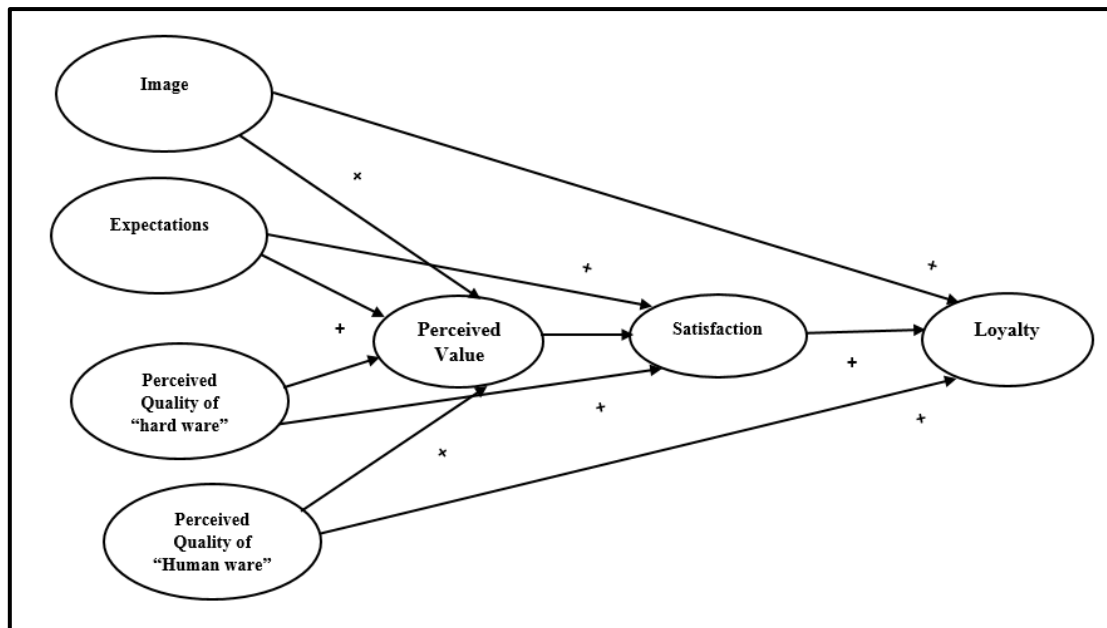 Image
+
Expectations
+
+
+
Perceived
Value
Satisfaction
Loyalty
+
Perceived
Quality of
“hard ware”
+
+
+
Perceived
Quality of
“Human ware”